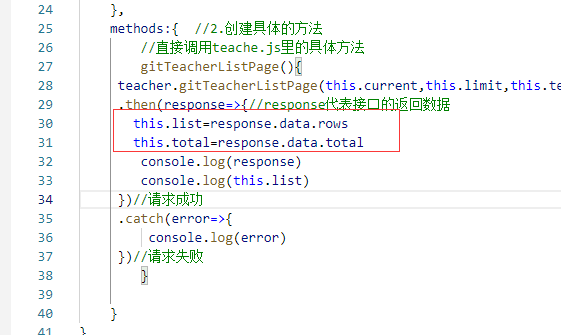 24 },
25 methods:{ //2.创建具体的方法
26 //直接调用teache.js里的具体方法
27 gitTeacherListPage(){
28 teacher.gitTeacherListPage(this.current,this.limit,this.te
29 .then(response=>{//response代表接口的返回数据
30 this.list=response.data.rows
31 this.total=response.data.total
32 console.log(response)
33 console.log(this.list)
34 })//请求成功
35 .catch(error=>{
36 console.log(error)
37 })//请求失败
38 }
39
40 }
41 }